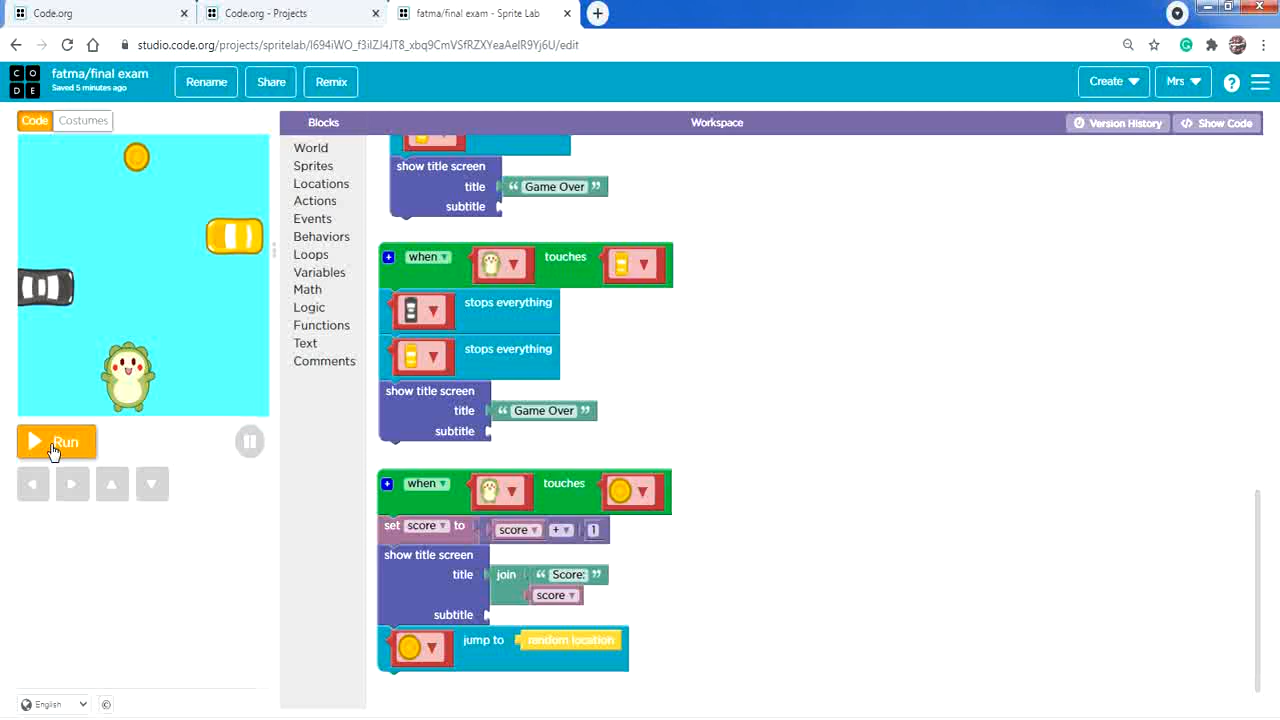 Code.org
Code.org - Projects
fatma/final exam - Sprite Lab
studio.code.org/projects/spritelab/I694iWO_f3iIZJ4JT8_xbq9CmVSfRZXYeaAeIR9Yj6U/edit
CODE
fatma/final exam
Saved 5 minutes ago
Rename
Share
Remix
Create
Mrs
?
Code
Costumes
Blocks
Workspace
Version History
Show Code
World
Sprites
Locations
Actions
Events
Behaviors
Loops
Variables
Math
Logic
Functions
Text
Comments
show title screen
title “ Game Over ”
subtitle
when touches
stops everything
stops everything
show title screen
title “ Game Over ”
subtitle
when touches
set score to score + 1
show title screen
title join “ Score: ”
score
subtitle
jump to random location
Run
English
©